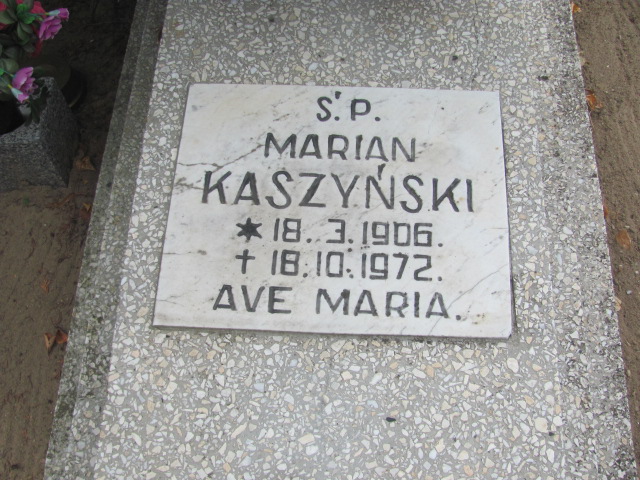 Ś.P.
MARIAN
KASZYŃSKI
* 18.3.1906.
† 18.10.1972.
AVE MARIA.